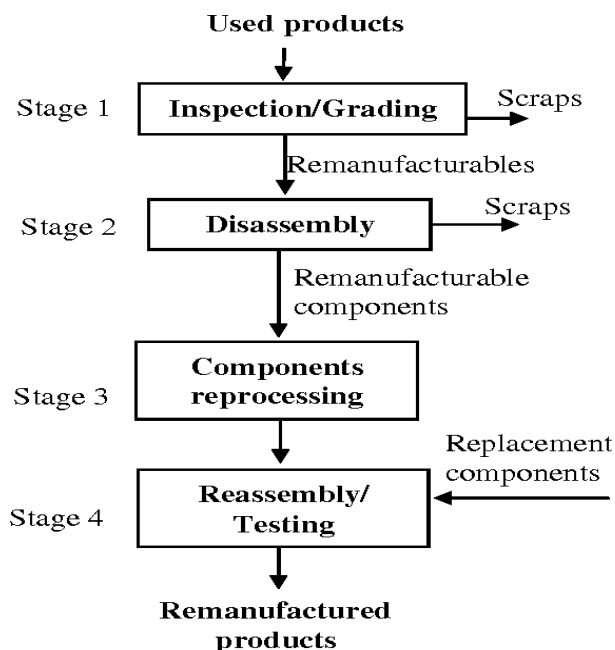 Used products
Stage 1
Inspection/Grading
Scraps
Remanufacturables
Stage 2
Disassembly
Scraps
Remanufacturable
components
Stage 3
Components
reprocessing
Replacement
components
Stage 4
Reassembly/
Testing
Remanufactured
products